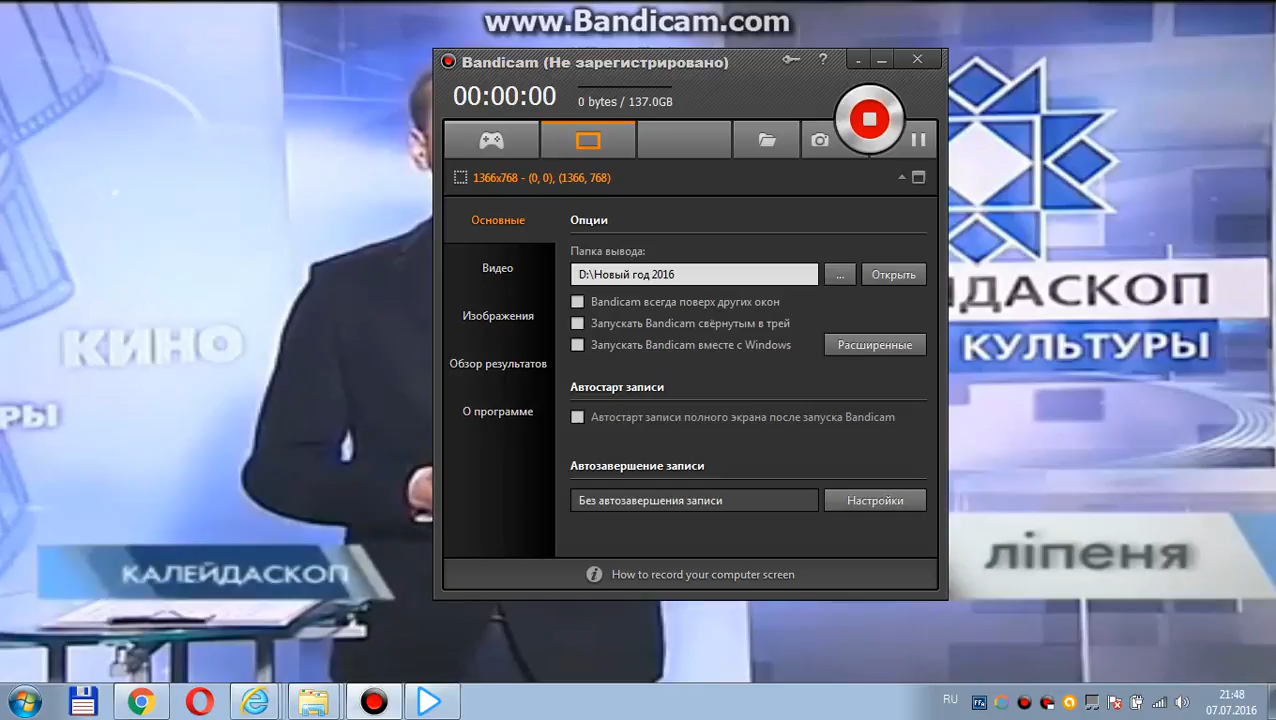 www.Bandicam.com
Bandicam (Не зарегистрировано)
?
00:00:00
0 bytes / 137.0GB
1366x768 - (0, 0), (1366, 768)
Основные
Видео
Изображения
Обзор результатов
О программе
Опции
Папка вывода:
D:\Новый год 2016
...
Открыть
Bandicam всегда поверх других окон
Запускать Bandicam свёрнутым в трей
Запускать Bandicam вместе с Windows
Расширенные
Автостарт записи
Автостарт записи полного экрана после запуска Bandicam
Автозавершение записи
Без автозавершения записи
Настройки
How to record your computer screen
КИНО
РЫ
КАЛЕЙДАСКОП
ЙДАСКОП
КУЛЬТУРЫ
ліпеня
RU
21:48
07.07.2016